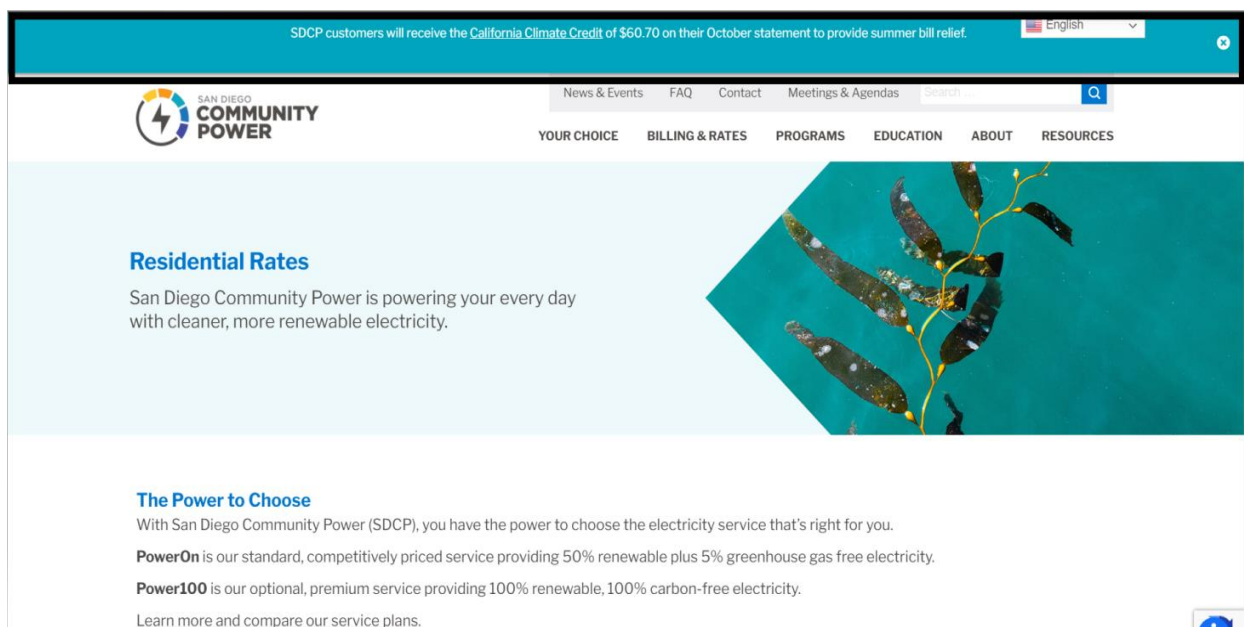 SDCP customers will receive the California Climate Credit of $60.70 on their October statement to provide summer bill relief.
English
SAN DIEGO
COMMUNITY
POWER
News & Events FAQ Contact Meetings & Agendas Search ...
YOUR CHOICE BILLING & RATES PROGRAMS EDUCATION ABOUT RESOURCES
Residential Rates
San Diego Community Power is powering your every day
with cleaner, more renewable electricity.
The Power to Choose
With San Diego Community Power (SDCP), you have the power to choose the electricity service that's right for you.
PowerOn is our standard, competitively priced service providing 50% renewable plus 5% greenhouse gas free electricity.
Power100 is our optional, premium service providing 100% renewable, 100% carbon-free electricity.
Learn more and compare our service plans.